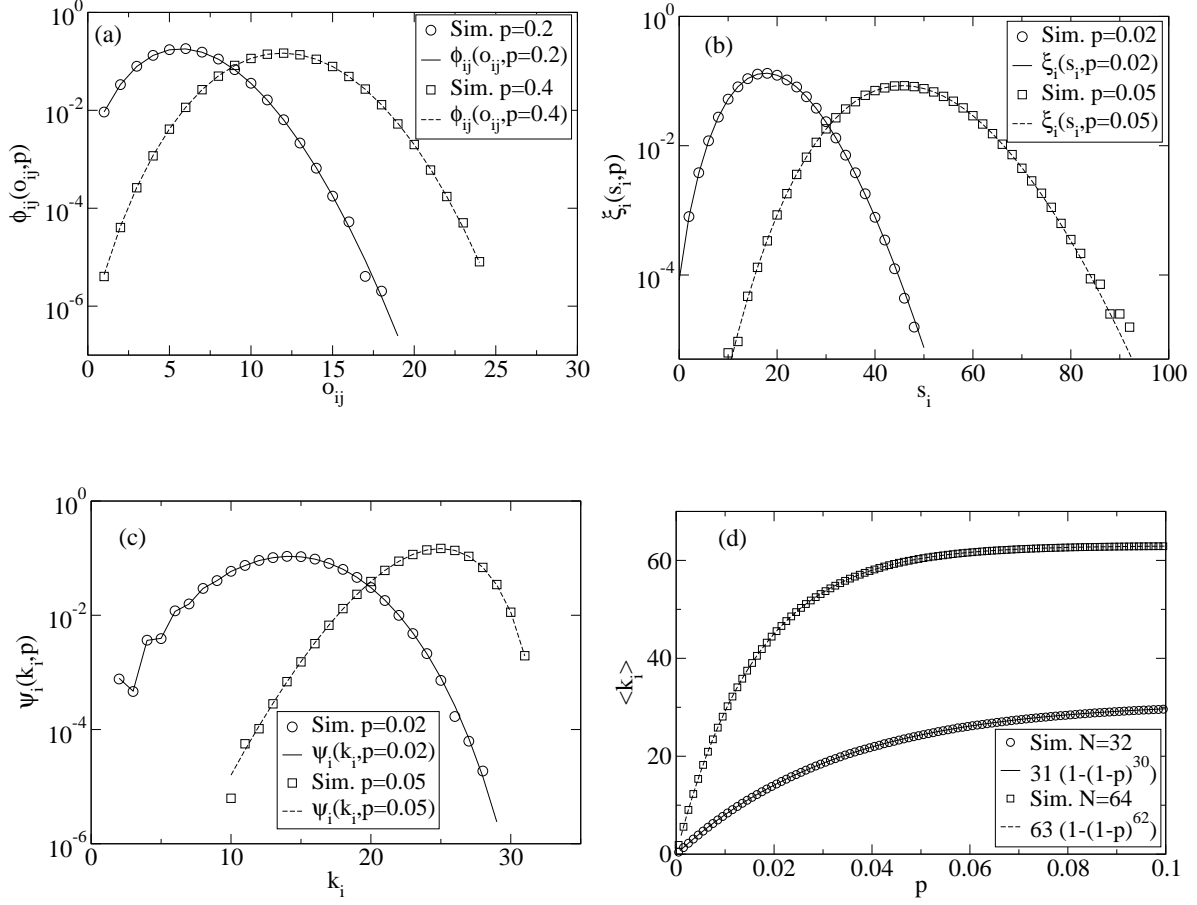 (a)
Sim. p=0.2
ϕij(oij,p=0.2)
Sim. p=0.4
ϕij(oij,p=0.4)
ϕij(oij,p)
10^0
10^-2
10^-4
10^-6
0 5 10 15 20 25 30
oij
(b)
Sim. p=0.02
ξi(si,p=0.02)
Sim. p=0.05
ξi(si,p=0.05)
ξi(si,p)
10^0
10^-2
10^-4
0 20 40 60 80 100
si
(c)
ψi(ki,p)
10^0
10^-2
10^-4
10^-6
Sim. p=0.02
ψi(ki,p=0.02)
Sim. p=0.05
ψi(ki,p=0.05)
0 10 20 30
ki
(d)
<ki>
60
40
20
0
Sim. N=32
31 (1-(1-p)^30)
Sim. N=64
63 (1-(1-p)^62)
0 0.02 0.04 0.06 0.08 0.1
p